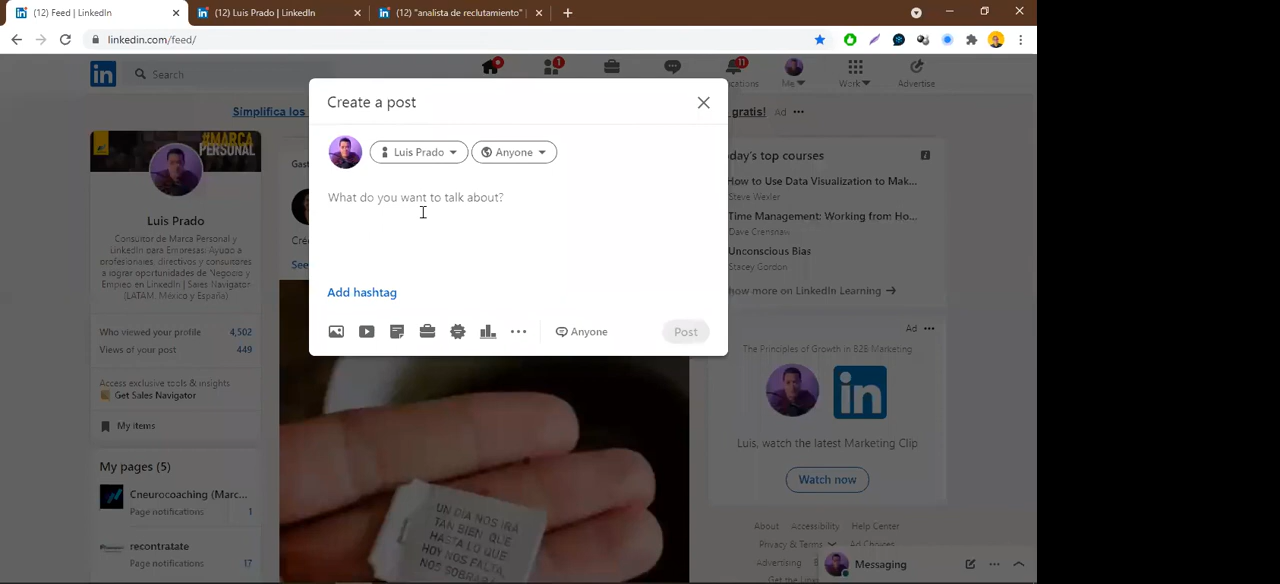 (12) Feed | LinkedIn
(12) Luis Prado | LinkedIn
(12) "analista de reclutamiento" |
linkedin.com/feed/
Search
1
11
Me
Work
Advertise
Simplifica los
gratis!
Ad
Create a post
Luis Prado
Anyone
What do you want to talk about?
Add hashtag
Anyone
Post
#MARCA
PERSONAL
Luis Prado
Consultor de Marca Personal y
LinkedIn para Empresas: Ayudo a
profesionales, directivos y consultores
a lograr oportunidades de Negocio y
Empleo en LinkedIn | Sales Navigator
(LATAM, México y España)
Who viewed your profile 4,502
Views of your post 449
Access exclusive tools & insights
Get Sales Navigator
My items
My pages (5)
Cneurocoaching (Marc...
Page notifications 1
recontratate
Page notifications 17
UN DÍA NOS IRÁ
TAN BIEN QUE
HASTA LO QUE
HOY NOS FALTA,
NOS SOBRARÁ
day's top courses
How to Use Data Visualization to Mak...
Steve Wexler
Time Management: Working from Ho...
Dave Crenshaw
Unconscious Bias
Stacey Gordon
how more on LinkedIn Learning
Ad
The Principles of Growth in B2B Marketing
Luis, watch the latest Marketing Clip
Watch now
About Accessibility Help Center
Privacy & Terms Ad Choices
Advertising
Messaging